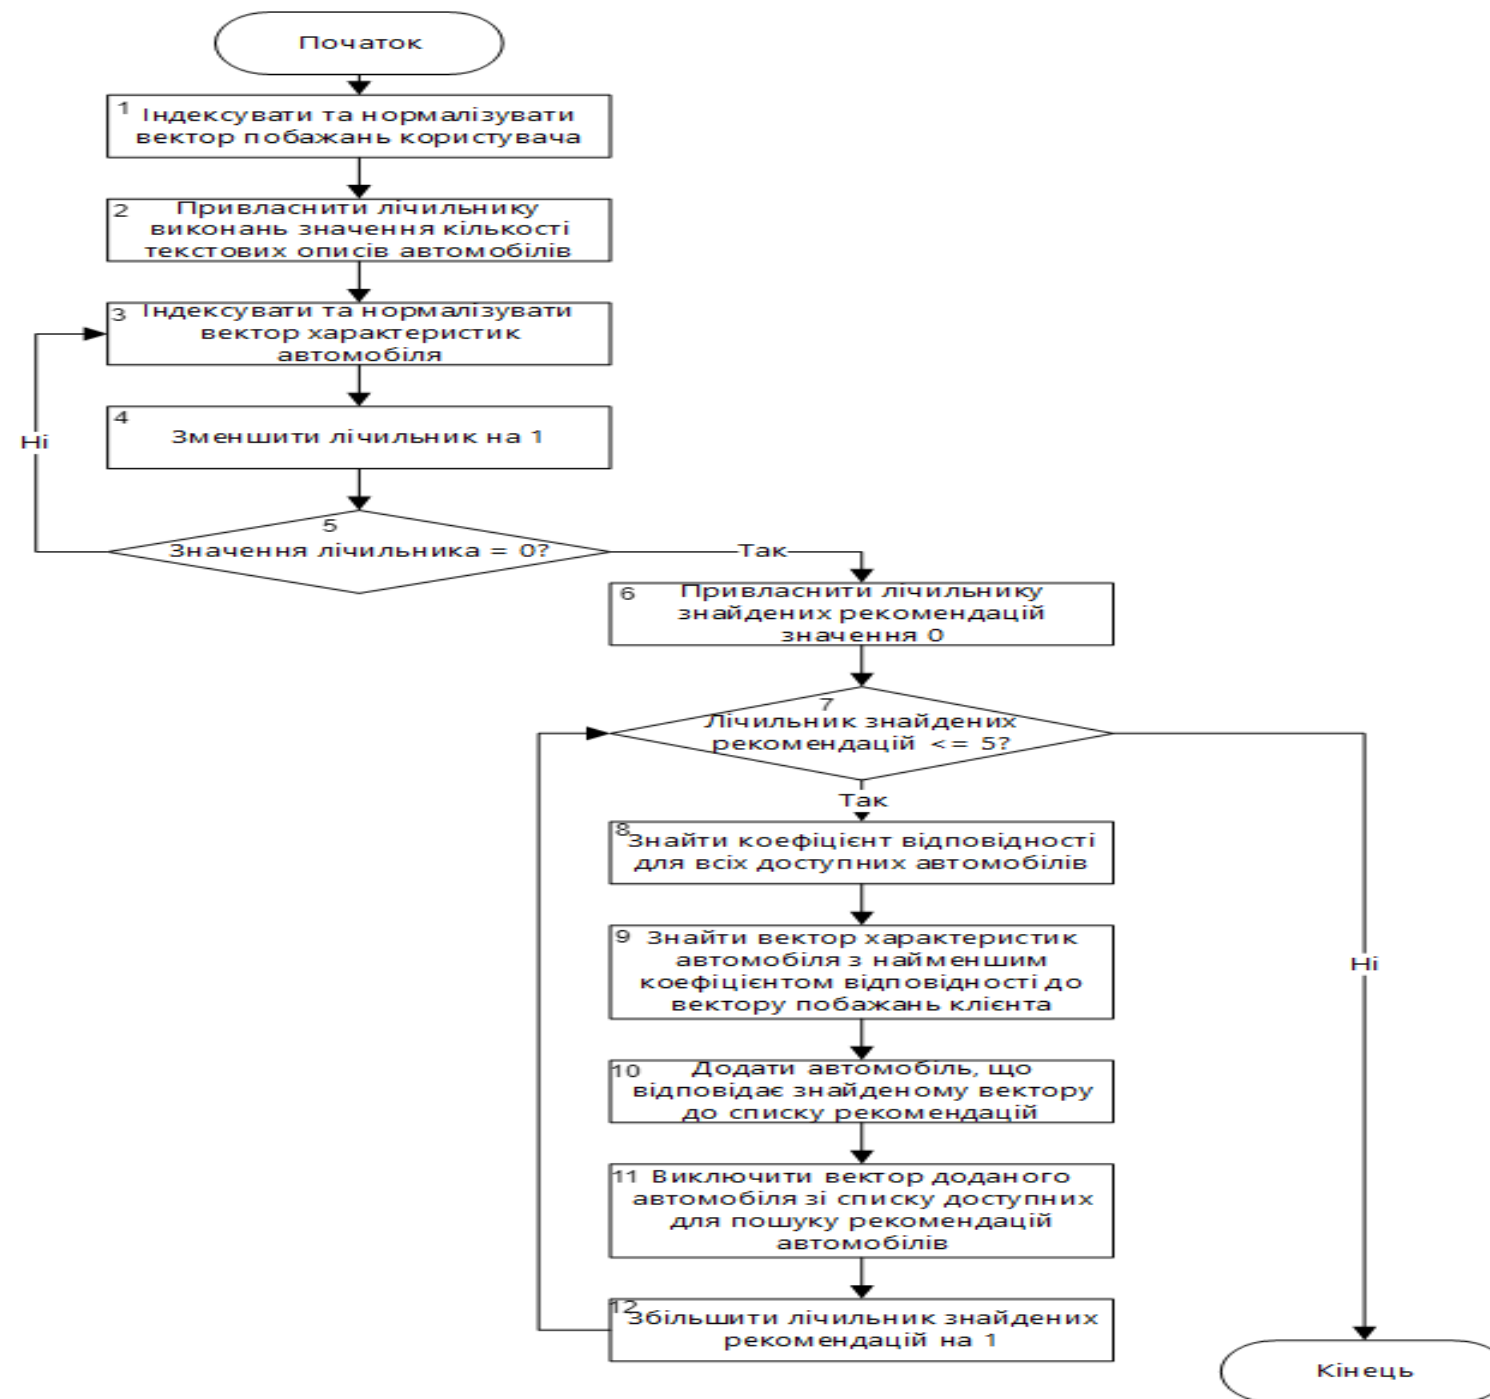 Початок
1
Індексувати та нормалізувати
вектор побажань користувача
2
Привласнити лічильнику
виконань значення кількості
текстових описів автомобілів
3
Індексувати та нормалізувати
вектор характеристик
автомобіля
4
Зменшити лічильник на 1
Ні
5
Значення лічильника = 0?
Так
6
Привласнити лічильнику
знайдених рекомендацій
значення 0
7
Лічильник знайдених
рекомендацій <= 5?
Так
8
Знайти коефіцієнт відповідності
для всіх доступних автомобілів
9
Знайти вектор характеристик
автомобіля з найменшим
коефіцієнтом відповідності до
вектору побажань клієнта
Ні
10
Додати автомобіль, що
відповідає знайденому вектору
до списку рекомендацій
11
Виключити вектор доданого
автомобіля зі списку доступних
для пошуку рекомендацій
автомобілів
12
Збільшити лічильник знайдених
рекомендацій на 1
Кінець